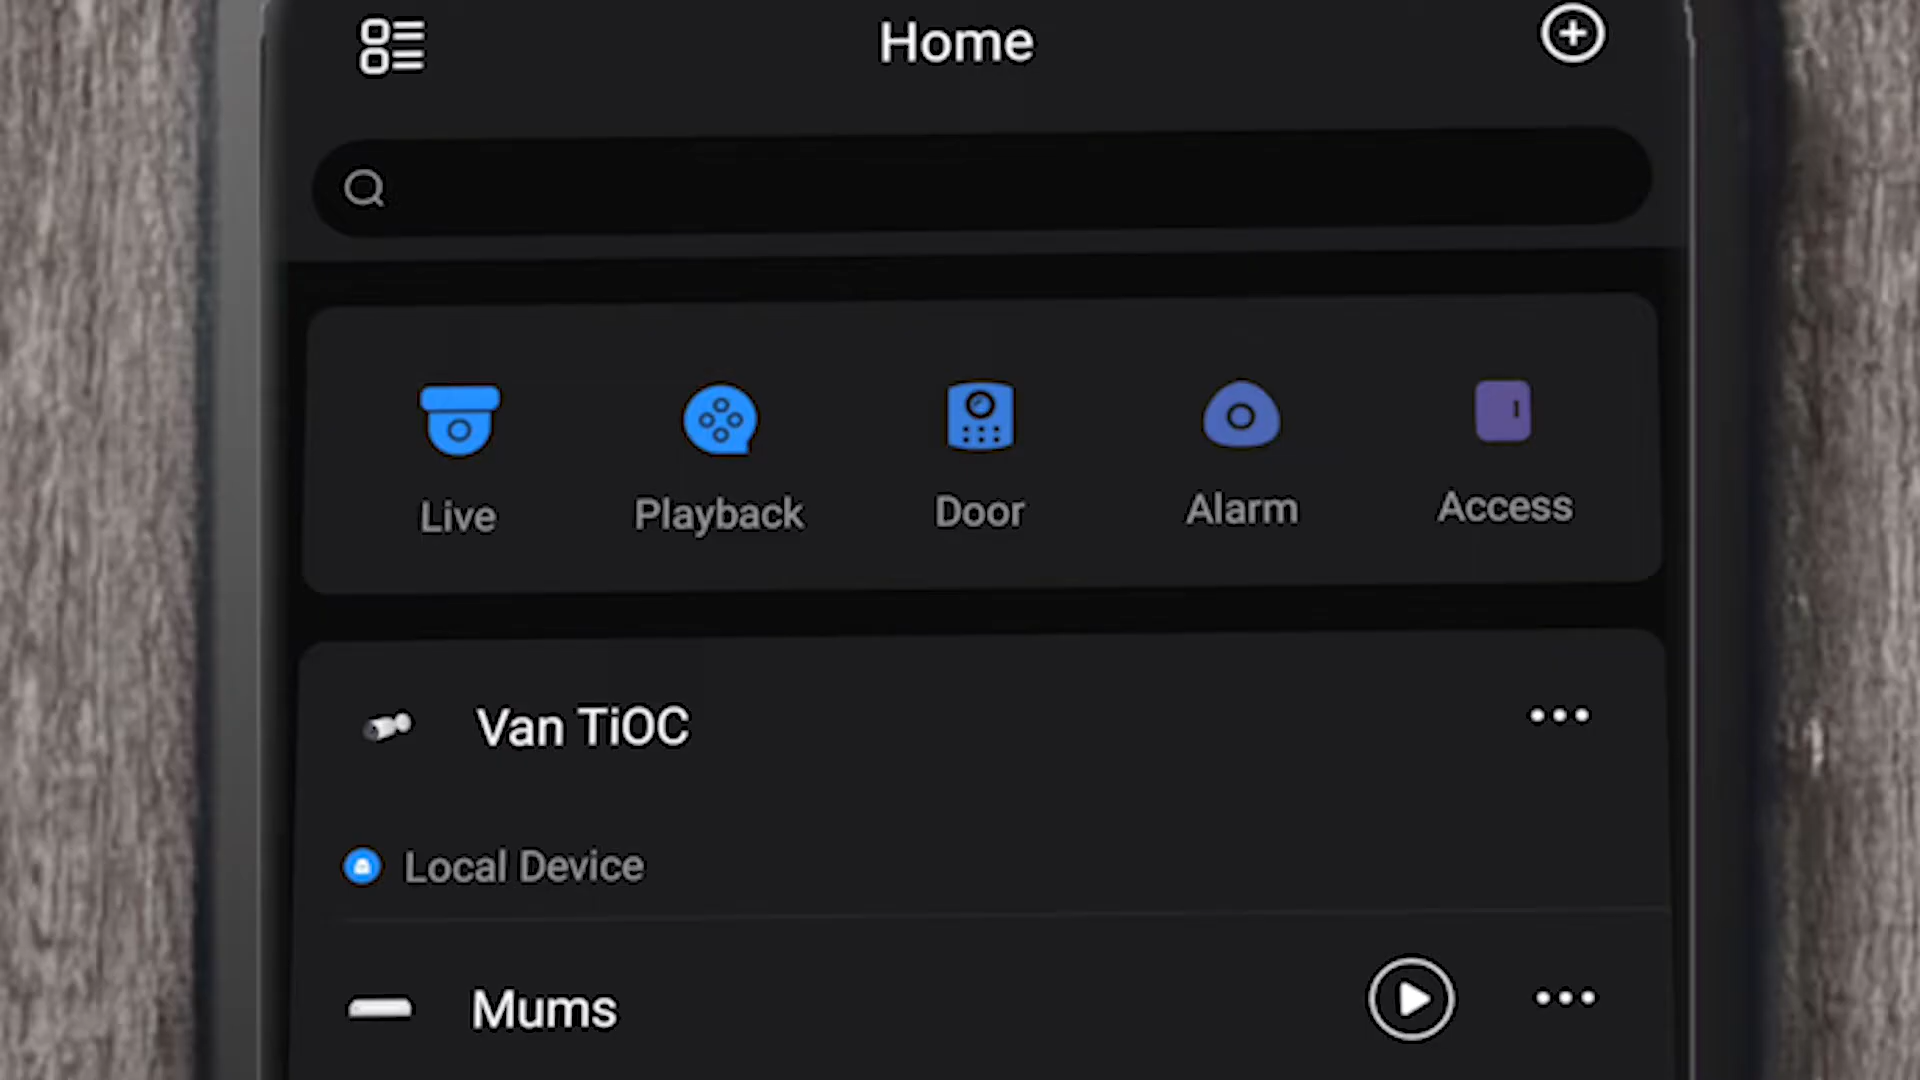 Home
Live
Playback
Door
Alarm
Access
Van TiOC
Local Device
Mums